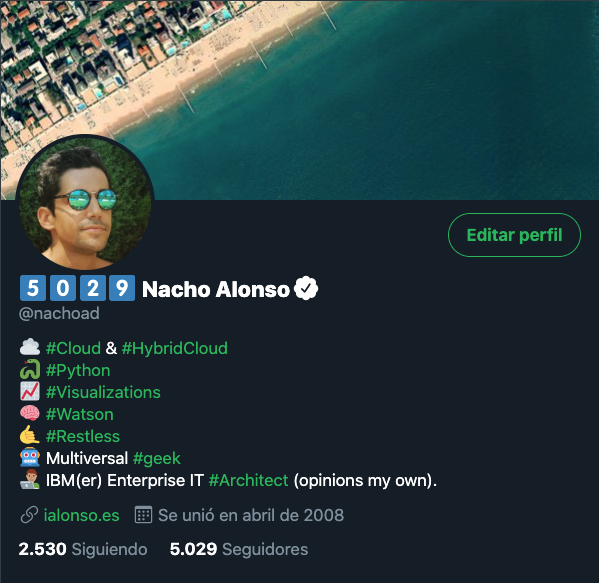 Editar perfil
5029 Nacho Alonso
@nachoad
#Cloud & #HybridCloud
#Python
#Visualizations
#Watson
#Restless
Multiversal #geek
IBM(er) Enterprise IT #Architect (opinions my own).
ialonso.es Se unió en abril de 2008
2.530 Siguiendo 5.029 Seguidores